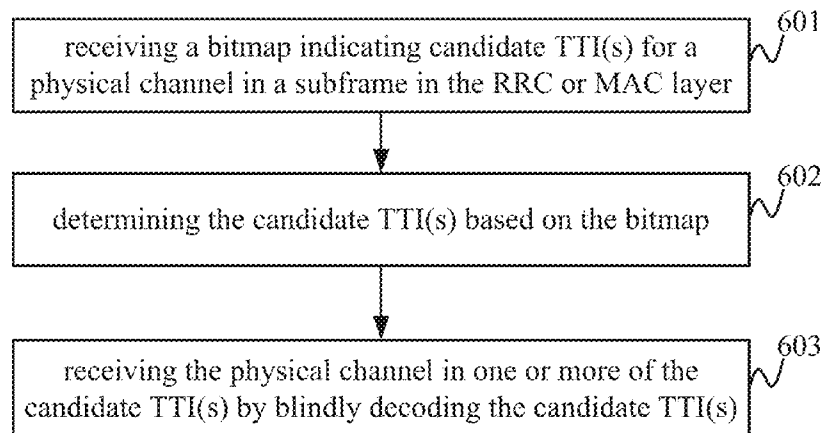 601
receiving a bitmap indicating candidate TTI(s) for a
physical channel in a subframe in the RRC or MAC layer
602
determining the candidate TTI(s) based on the bitmap
603
receiving the physical channel in one or more of the
candidate TTI(s) by blindly decoding the candidate TTI(s)